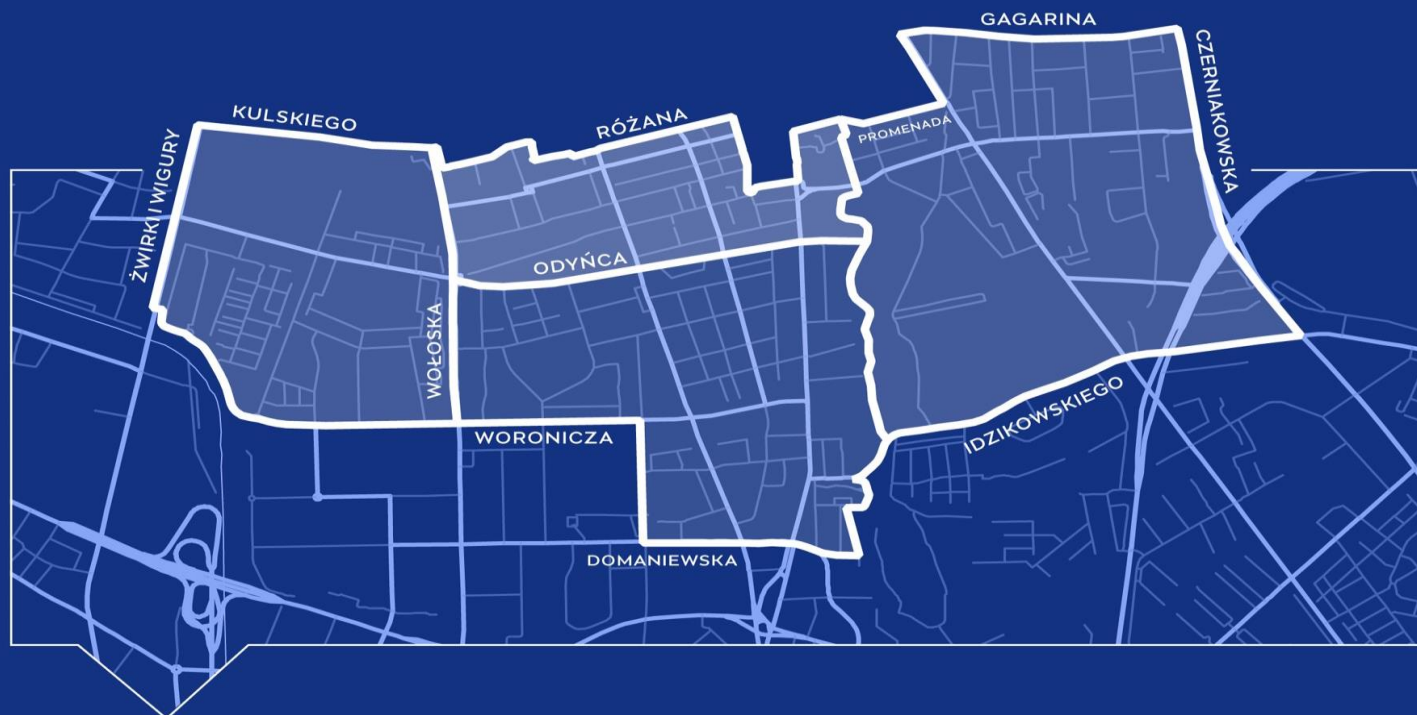 GAGARINA
CZERNIAKOWSKA
KULSKIEGO
RÓŻANA
PROMENADA
ŻWIRKI I WIGURY
ODYŃCA
WOŁOSKA
IDZIKOWSKIEGO
WORONICZA
DOMANIEWSKA